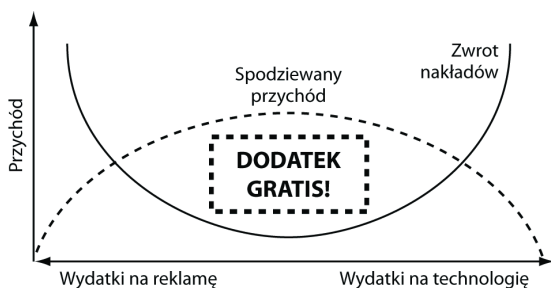 Zwrot
nakładów
Spodziewany
przychód
Przychód
DODATEK
GRATIS!
Wydatki na reklamę
Wydatki na technologię